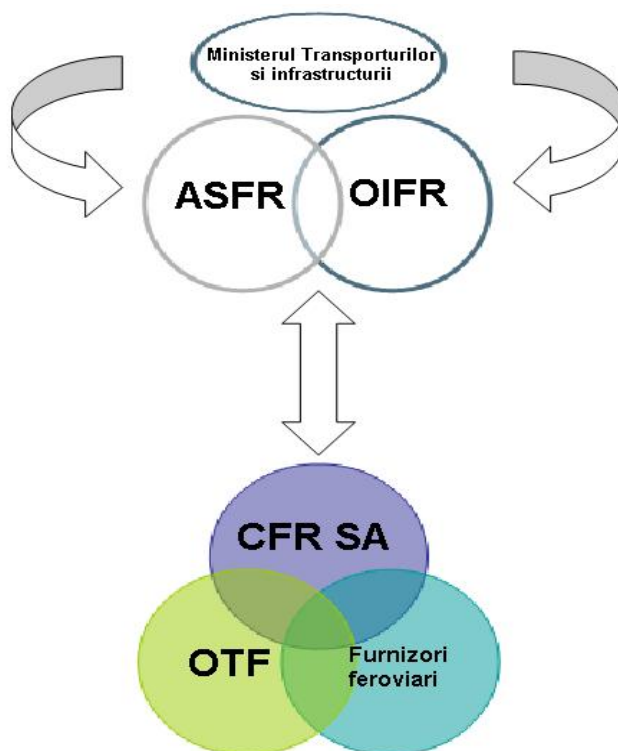 Ministerul Transporturilor
si infrastructurii
ASFR
OIFR
CFR SA
OTF
Furnizori
feroviari